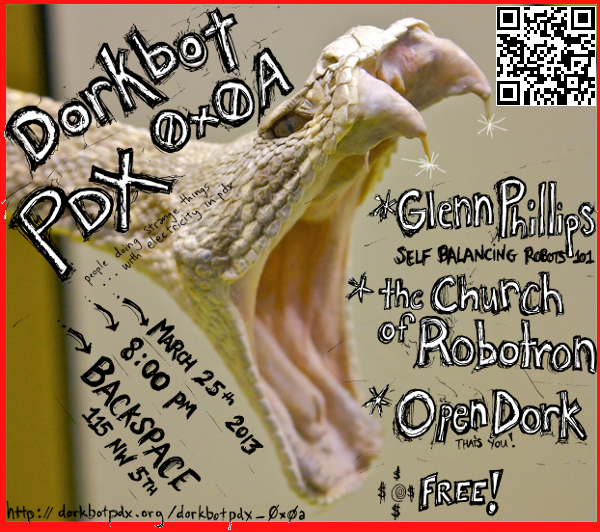 Dorkbot
PDX 0x0A
people doing strange things
.... with electricity in pdx
MARCH 25th 2013
8:00 PM
BACKSPACE
115 NW 5TH
* Glenn Phillips
SELF BALANCING ROBOTS 101
* the Church
of Robotron
* Open Dork
THAT'S YOU!
$
$ @ $
$
FREE!
http://dorkbotpdx.org/dorkbotpdx_0x0a